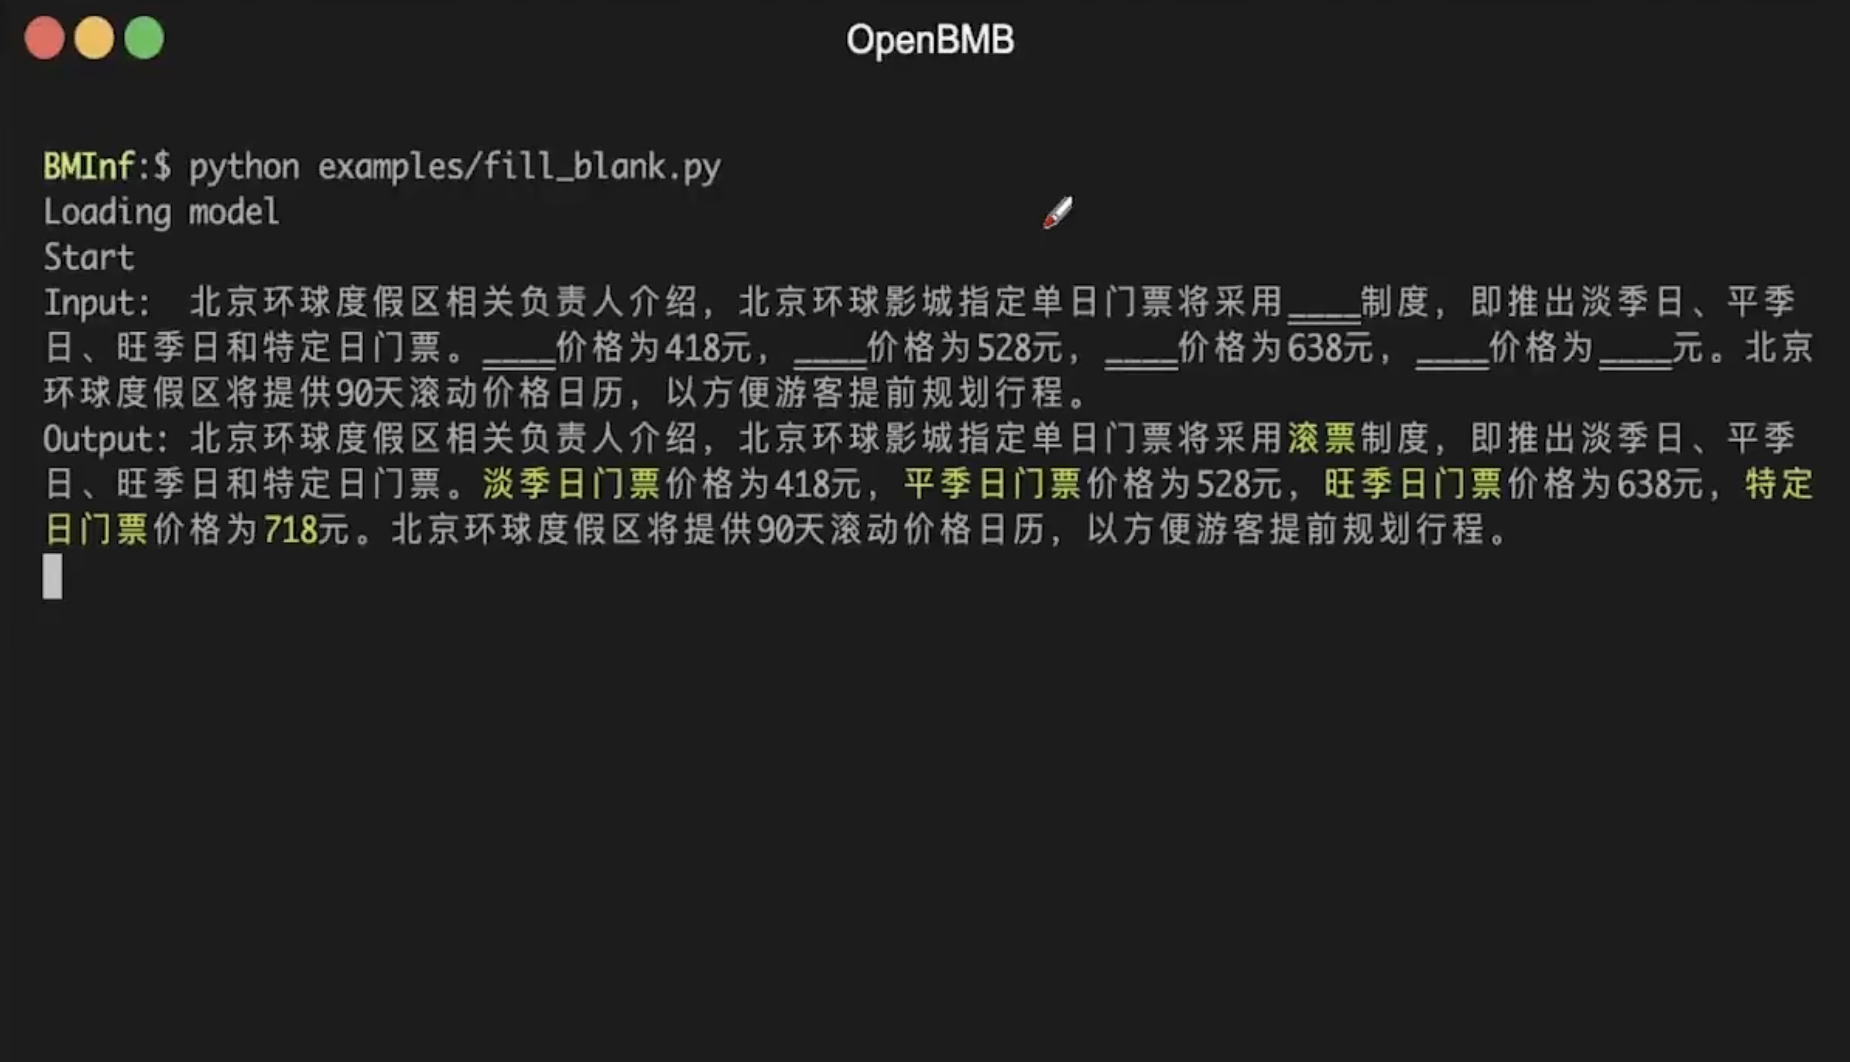 OpenBMB
BMInf:$ python examples/fill_blank.py
Loading model
Start
Input: 北京环球度假区相关负责人介绍，北京环球影城指定单日门票将采用____制度，即推出淡季日、平季
日、旺季日和特定日门票。____价格为418元，____价格为528元，____价格为638元，____价格为____元。北京
环球度假区将提供90天滚动价格日历，以方便游客提前规划行程。
Output: 北京环球度假区相关负责人介绍，北京环球影城指定单日门票将采用滚票制度，即推出淡季日、平季
日、旺季日和特定日门票。淡季日门票价格为418元，平季日门票价格为528元，旺季日门票价格为638元，特定
日门票价格为718元。北京环球度假区将提供90天滚动价格日历，以方便游客提前规划行程。